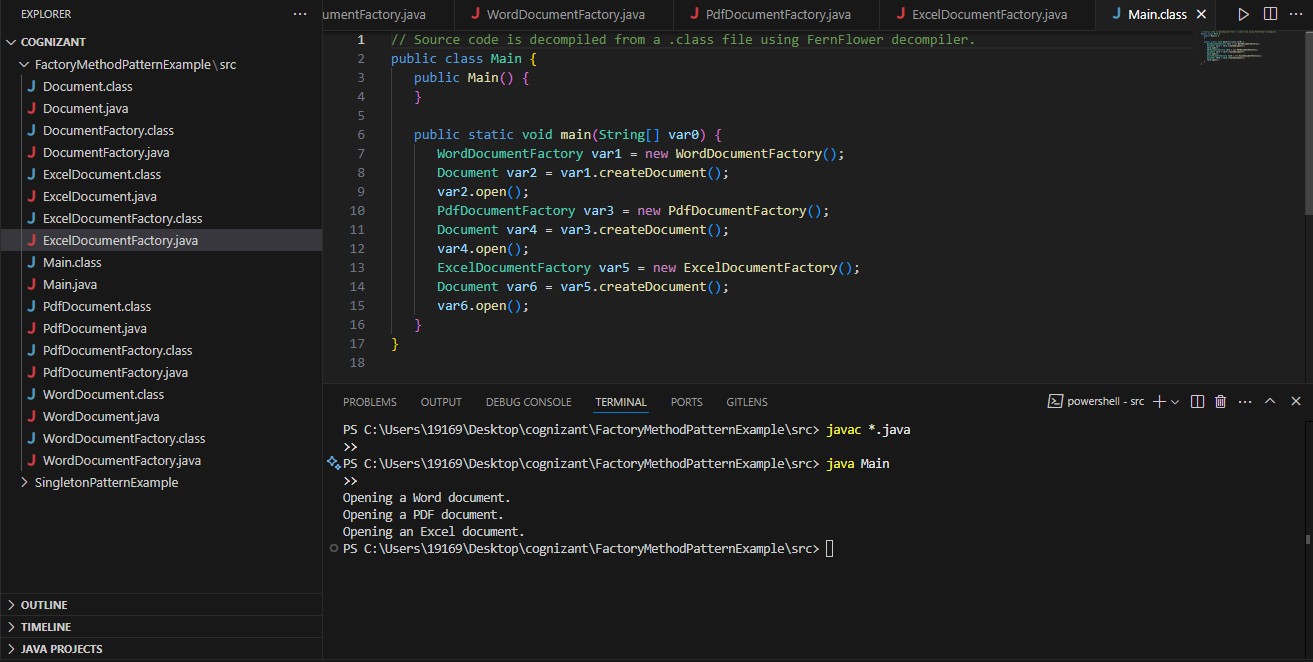 EXPLORER
···
COGNIZANT
FactoryMethodPatternExample\src
J Document.class
J Document.java
J DocumentFactory.class
J DocumentFactory.java
J ExcelDocument.class
J ExcelDocument.java
J ExcelDocumentFactory.class
J ExcelDocumentFactory.java
J Main.class
J Main.java
J PdfDocument.class
J PdfDocument.java
J PdfDocumentFactory.class
J PdfDocumentFactory.java
J WordDocument.class
J WordDocument.java
J WordDocumentFactory.class
J WordDocumentFactory.java
SingletonPatternExample
OUTLINE
TIMELINE
JAVA PROJECTS
umentFactory.java J WordDocumentFactory.java J PdfDocumentFactory.java J ExcelDocumentFactory.java J Main.class
1 // Source code is decompiled from a .class file using FernFlower decompiler.
2 public class Main {
3 public Main() {
4 }
5
6 public static void main(String[] var0) {
7 WordDocumentFactory var1 = new WordDocumentFactory();
8 Document var2 = var1.createDocument();
9 var2.open();
10 PdfDocumentFactory var3 = new PdfDocumentFactory();
11 Document var4 = var3.createDocument();
12 var4.open();
13 ExcelDocumentFactory var5 = new ExcelDocumentFactory();
14 Document var6 = var5.createDocument();
15 var6.open();
16 }
17 }
18
PROBLEMS OUTPUT DEBUG CONSOLE TERMINAL PORTS GITLENS powershell - src
PS C:\Users\19169\Desktop\cognizant\FactoryMethodPatternExample\src> javac *.java
>>
PS C:\Users\19169\Desktop\cognizant\FactoryMethodPatternExample\src> java Main
>>
Opening a Word document.
Opening a PDF document.
Opening an Excel document.
PS C:\Users\19169\Desktop\cognizant\FactoryMethodPatternExample\src>